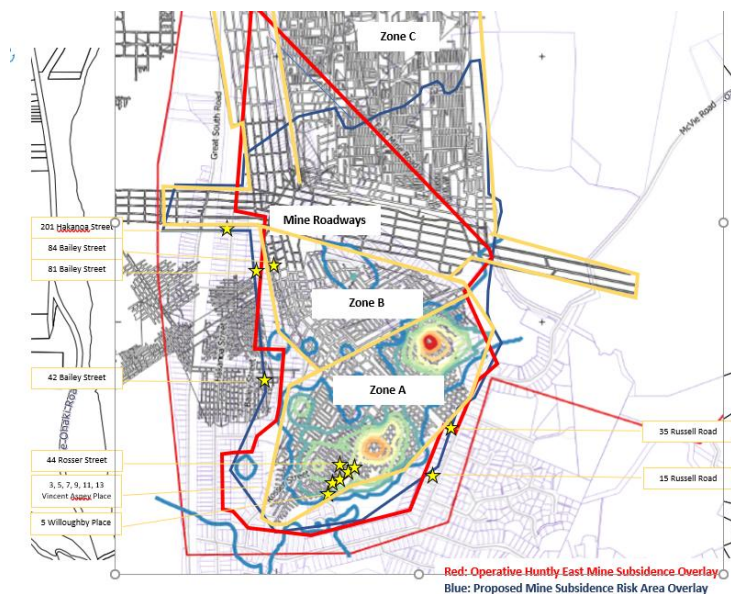 Zone C
McVie Road
Great South Road
Mine Roadways
201 Hakanoa Street
84 Bailey Street
81 Bailey Street
Zone B
Hakanoa Street
42 Bailey Street
Zone A
35 Russell Road
44 Rosser Street
3, 5, 7, 9, 11, 13
Vincent Aspey Place
15 Russell Road
5 Willoughby Place
Red: Operative Huntly East Mine Subsidence Overlay
Blue: Proposed Mine Subsidence Risk Area Overlay